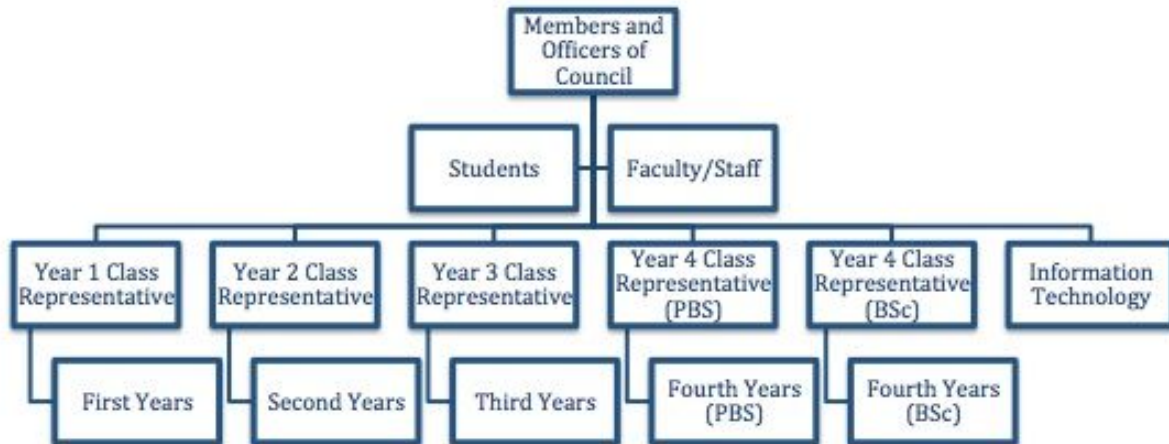 Members and
Officers of
Council
Students
Faculty/Staff
Year 1 Class
Representative
Year 2 Class
Representative
Year 3 Class
Representative
Year 4 Class
Representative
(PBS)
Year 4 Class
Representative
(BSc)
Information
Technology
First Years
Second Years
Third Years
Fourth Years
(PBS)
Fourth Years
(BSc)